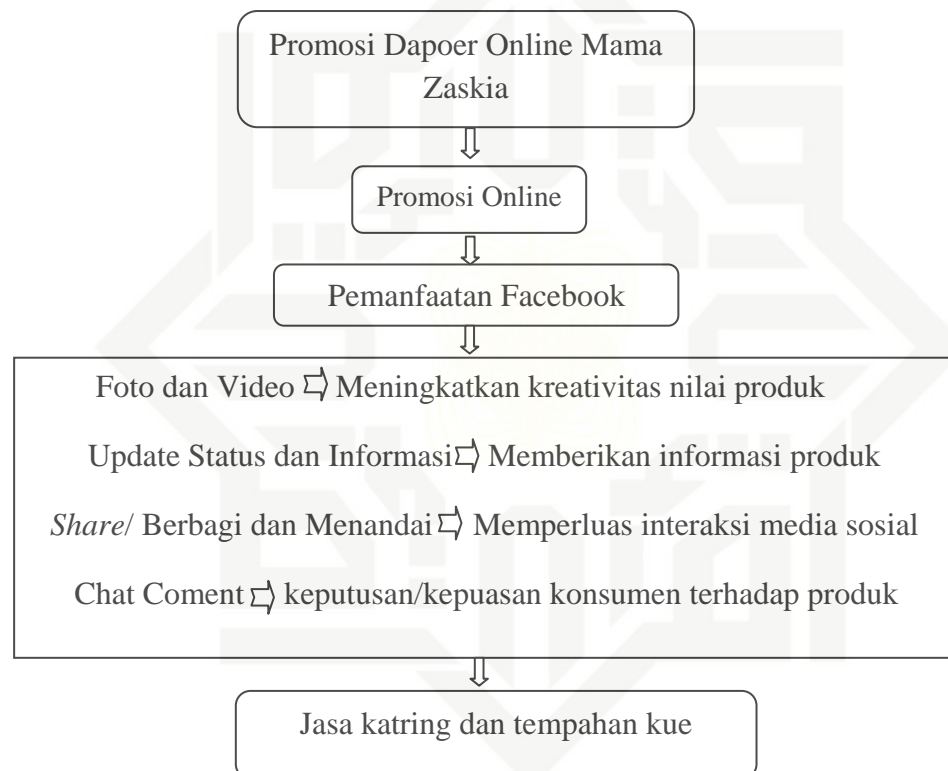 Promosi Dapoer Online Mama
Zaskia
Promosi Online
Pemanfaatan Facebook
Foto dan Video ⇨ Meningkatkan kreativitas nilai produk
Update Status dan Informasi ⇨ Memberikan informasi produk
Share/ Berbagi dan Menandai ⇨ Memperluas interaksi media sosial
Chat Coment ⇨ keputusan/kepuasan konsumen terhadap produk
Jasa katring dan tempahan kue